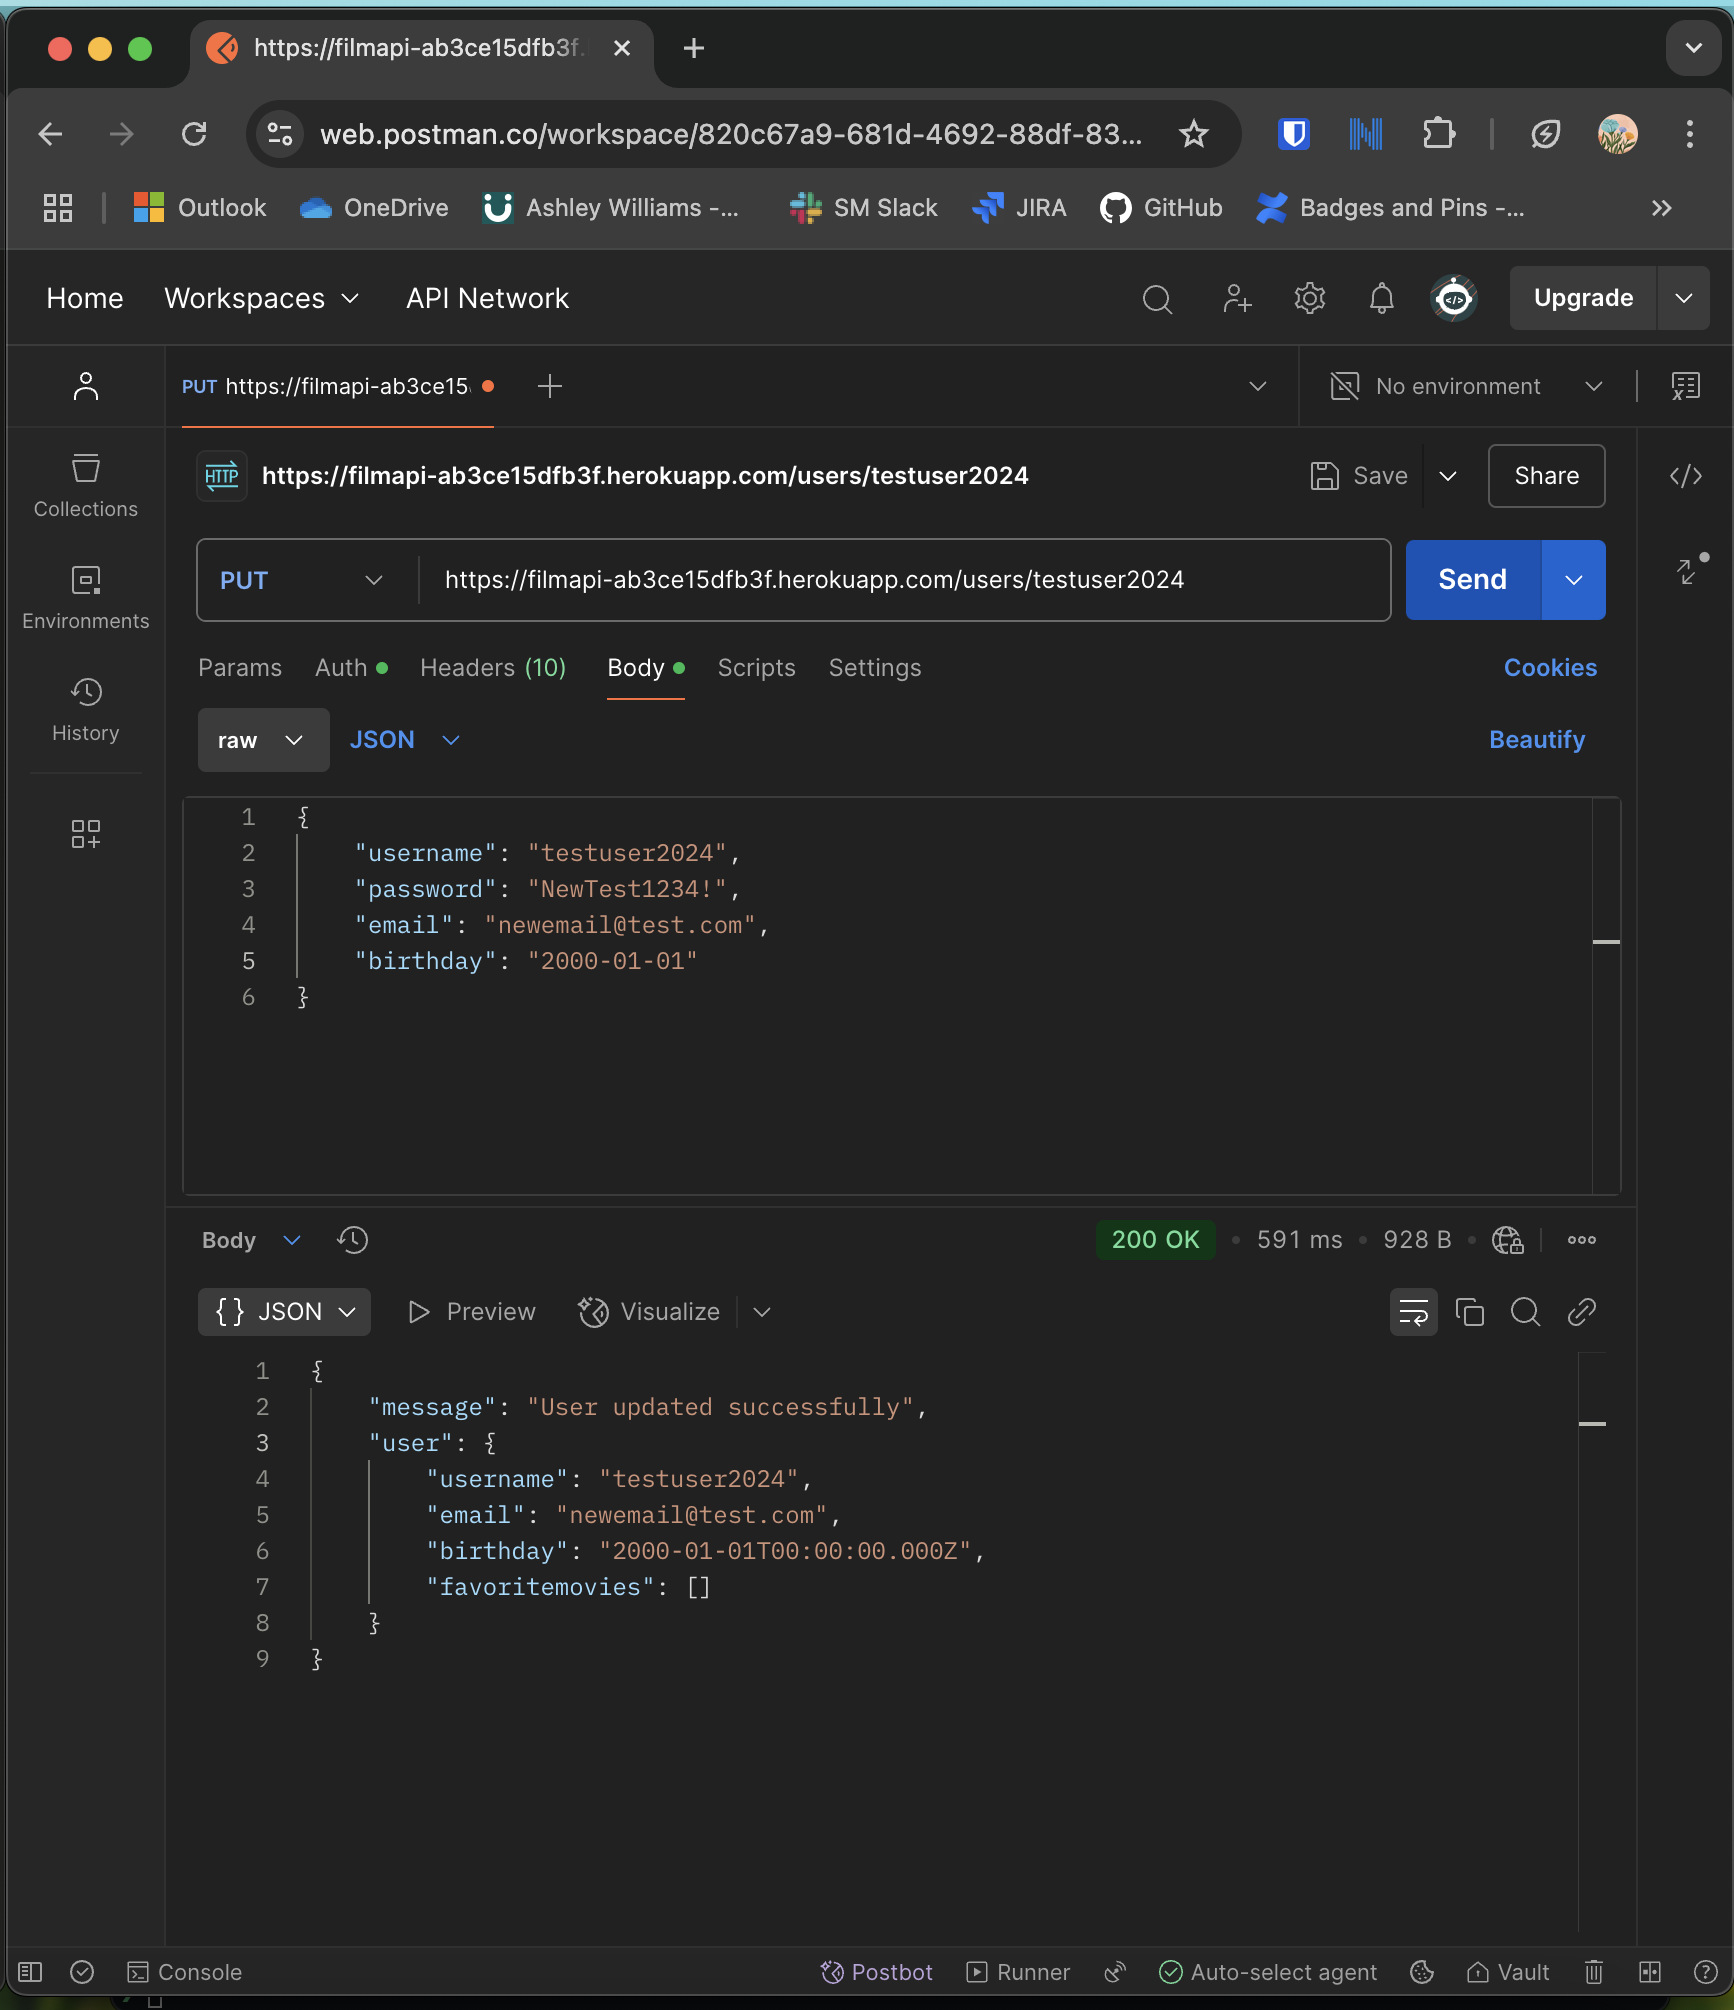 https://filmapi-ab3ce15dfb3f.
web.postman.co/workspace/820c67a9-681d-4692-88df-83...
Outlook OneDrive Ashley Williams -... SM Slack JIRA GitHub Badges and Pins -...
Home Workspaces API Network Upgrade
PUT https://filmapi-ab3ce15 No environment
HTTP https://filmapi-ab3ce15dfb3f.herokuapp.com/users/testuser2024 Save Share
Collections
PUT https://filmapi-ab3ce15dfb3f.herokuapp.com/users/testuser2024 Send
Environments
Params Auth Headers (10) Body Scripts Settings Cookies
History
raw JSON Beautify
1 {
2 "username": "testuser2024",
3 "password": "NewTest1234!",
4 "email": "newemail@test.com",
5 "birthday": "2000-01-01"
6 }
Body 200 OK 591 ms 928 B
{} JSON Preview Visualize
1 {
2 "message": "User updated successfully",
3 "user": {
4 "username": "testuser2024",
5 "email": "newemail@test.com",
6 "birthday": "2000-01-01T00:00:00.000Z",
7 "favoritemovies": []
8 }
9 }
Console Postbot Runner Auto-select agent Vault